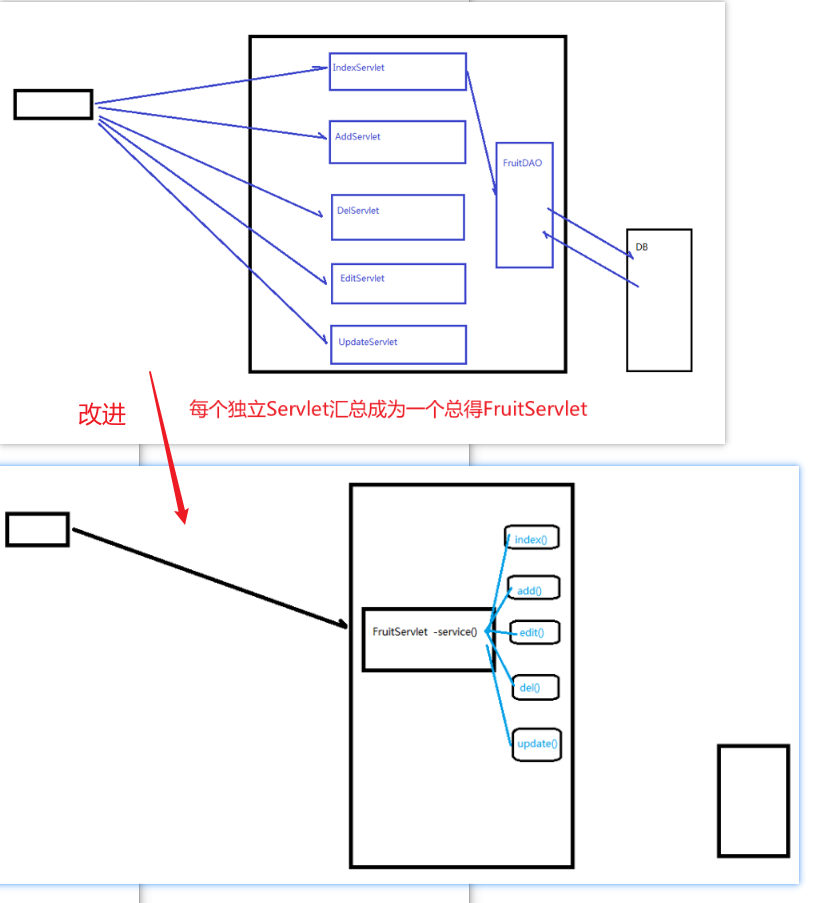 IndexServlet
AddServlet
FruitDAO
DelServlet
DB
EditServlet
UpdateServlet
改进
每个独立Servlet汇总成为一个总得FruitServlet
index()
add()
FruitServlet -service()
edit()
del()
update()